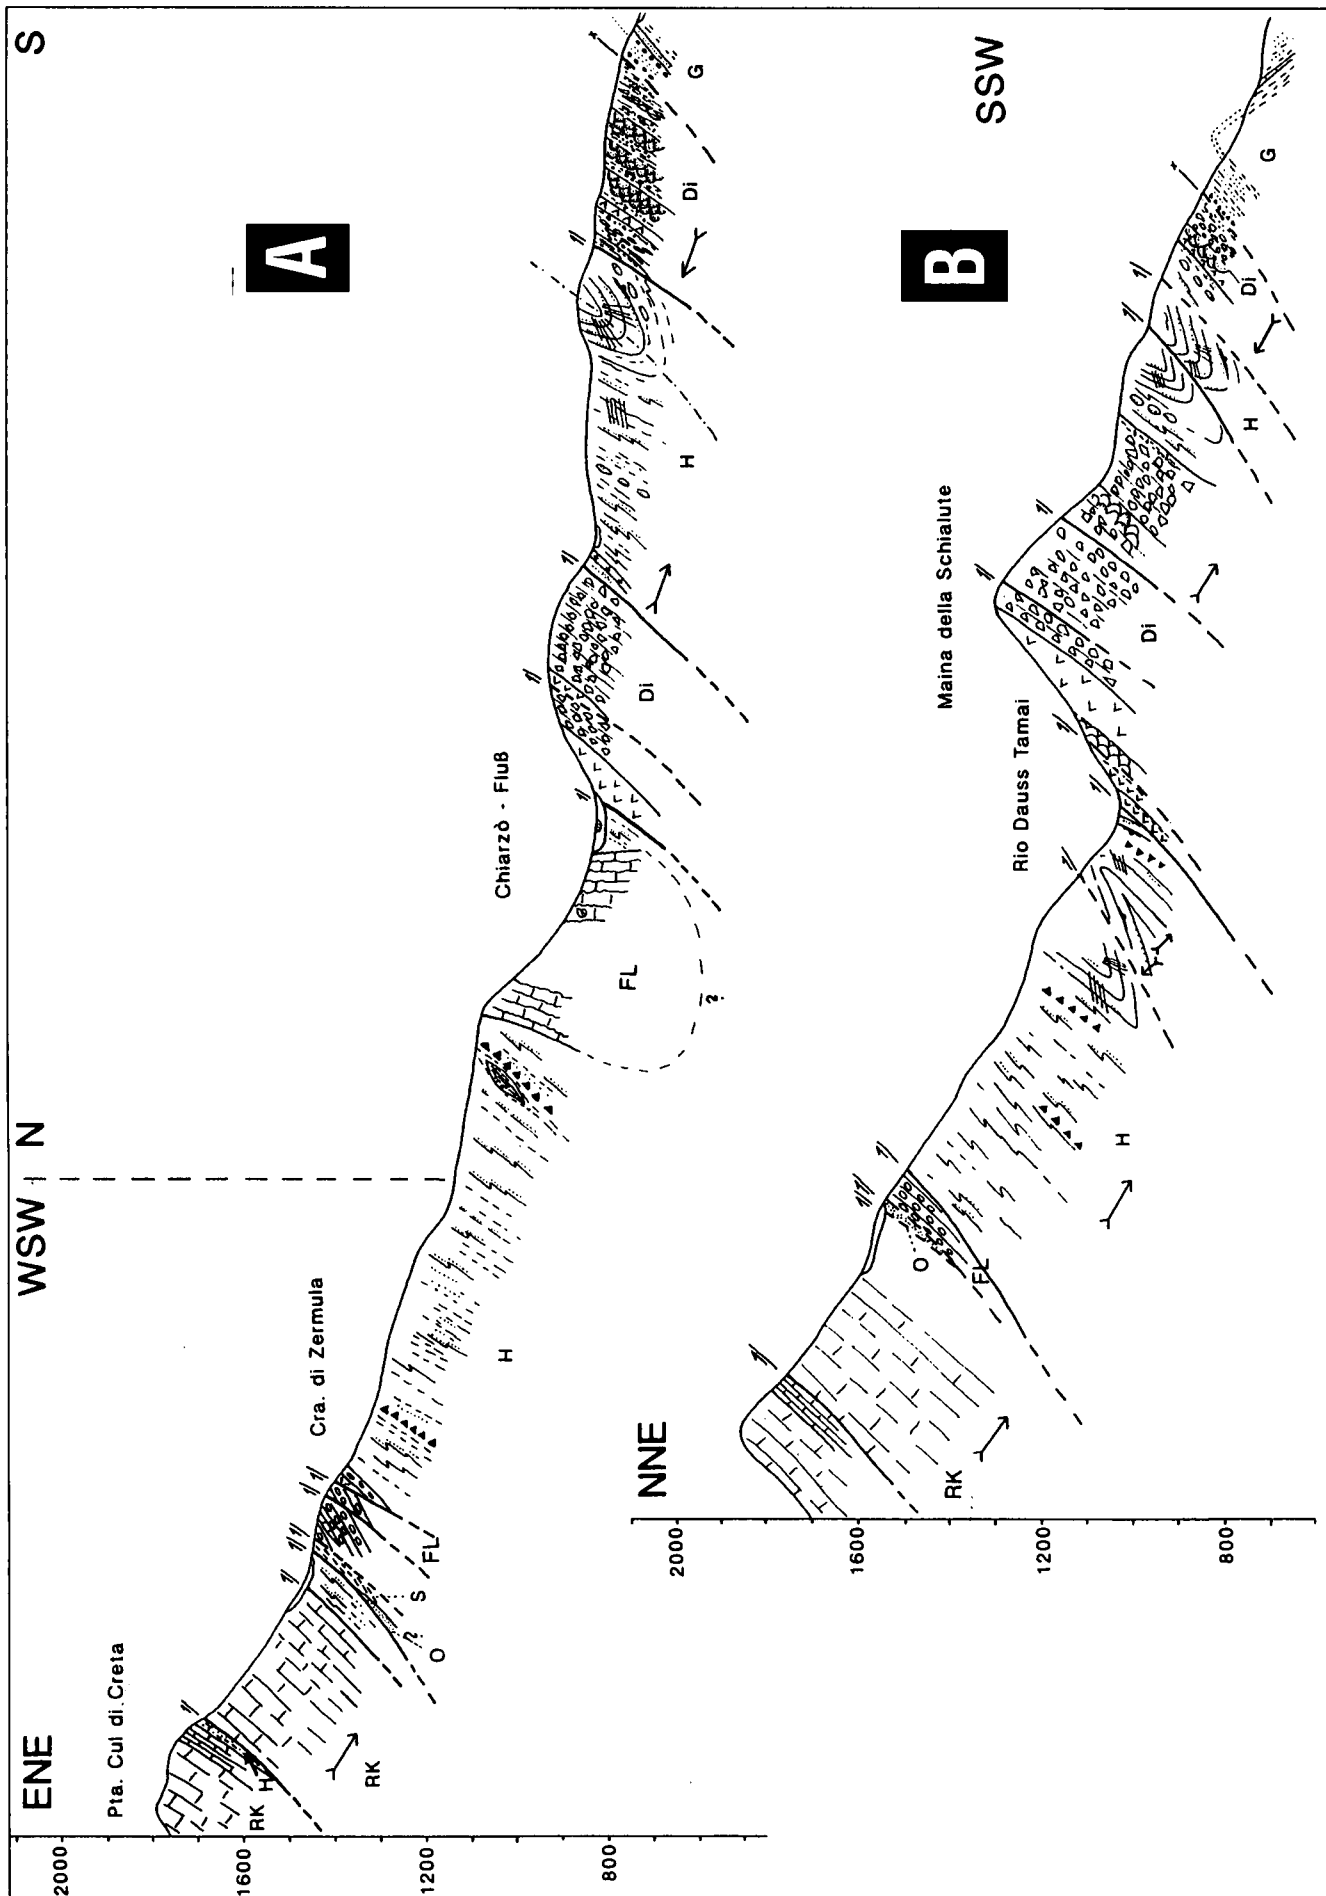 ENE WSW N S
A
2000
1600
1200
800
Pta. Cul di Creta
Cra. di Zermula
Chiarzò - Fluß
RK
H
RK
?
O
S
FL
H
FL
?
Di
H
Di
G
NNE SSW
B
2000
1600
1200
800
Rio Dauss Tamai
Maina della Schialute
RK
O
FL
H
Di
H
Di
G